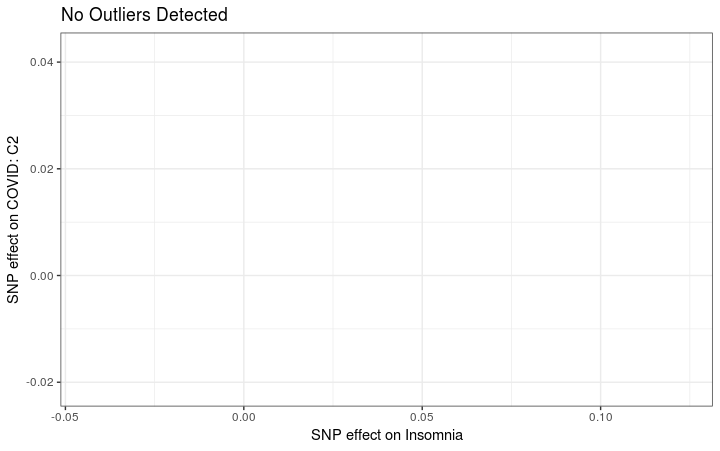 No Outliers Detected
SNP effect on COVID: C2
0.04
0.02
0.00
-0.02
-0.05
0.00
0.05
0.10
SNP effect on Insomnia